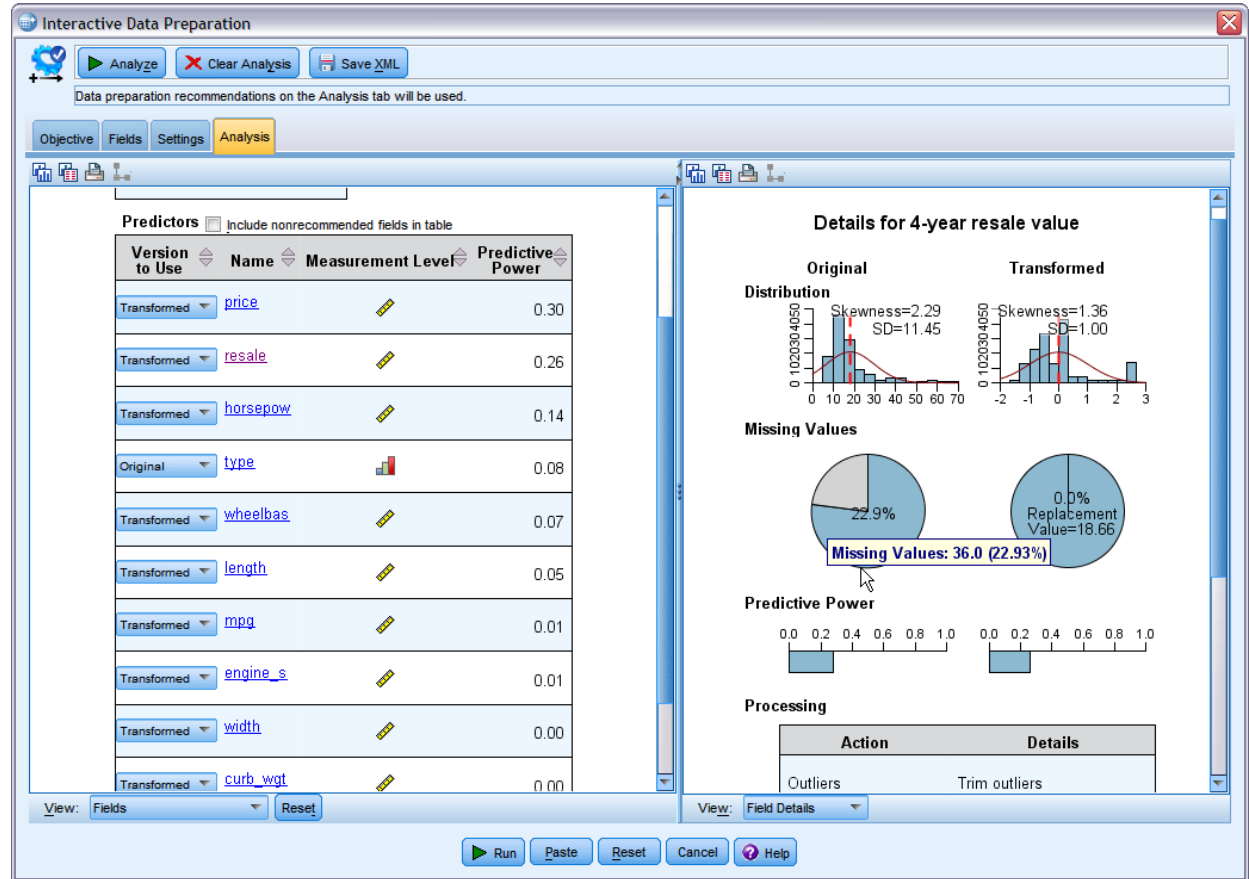 Interactive Data Preparation
Analyze Clear Analysis Save XML
Data preparation recommendations on the Analysis tab will be used.
Objective Fields Settings Analysis
Predictors Include nonrecommended fields in table
Version to Use Name Measurement Level Predictive Power
Transformed price 0.30
Transformed resale 0.26
Transformed horsepow 0.14
Original type 0.08
Transformed wheelbas 0.07
Transformed length 0.05
Transformed mpg 0.01
Transformed engine_s 0.01
Transformed width 0.00
Transformed curb_wgt 0.00
View: Fields Reset
Details for 4-year resale value
Original Transformed
Distribution
Skewness=2.29
SD=11.45
0 10 20 30 40 50
0 10 20 30 40 50 60 70
Skewness=1.36
SD=1.00
0 10 20 30 40 50
-2 -1 0 1 2 3
Missing Values
22.9%
0.0%
Replacement
Value=18.66
Missing Values: 36.0 (22.93%)
Predictive Power
0.0 0.2 0.4 0.6 0.8 1.0 0.0 0.2 0.4 0.6 0.8 1.0
Processing
Action Details
Outliers Trim outliers
View: Field Details
Run Paste Reset Cancel Help